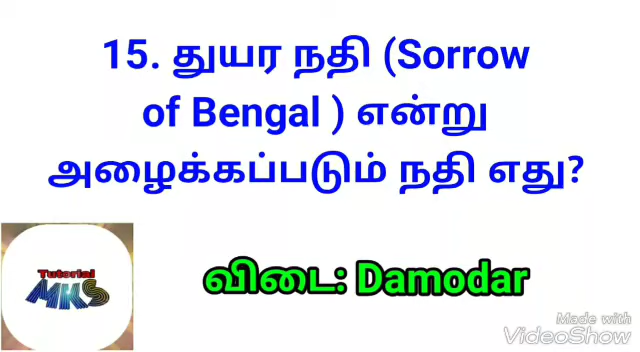 15. துயர நதி (Sorrow
of Bengal ) என்று
அழைக்கப்படும் நதி எது?
விடை: Damodar
Tutorial
MKS
Made with
VideoShow